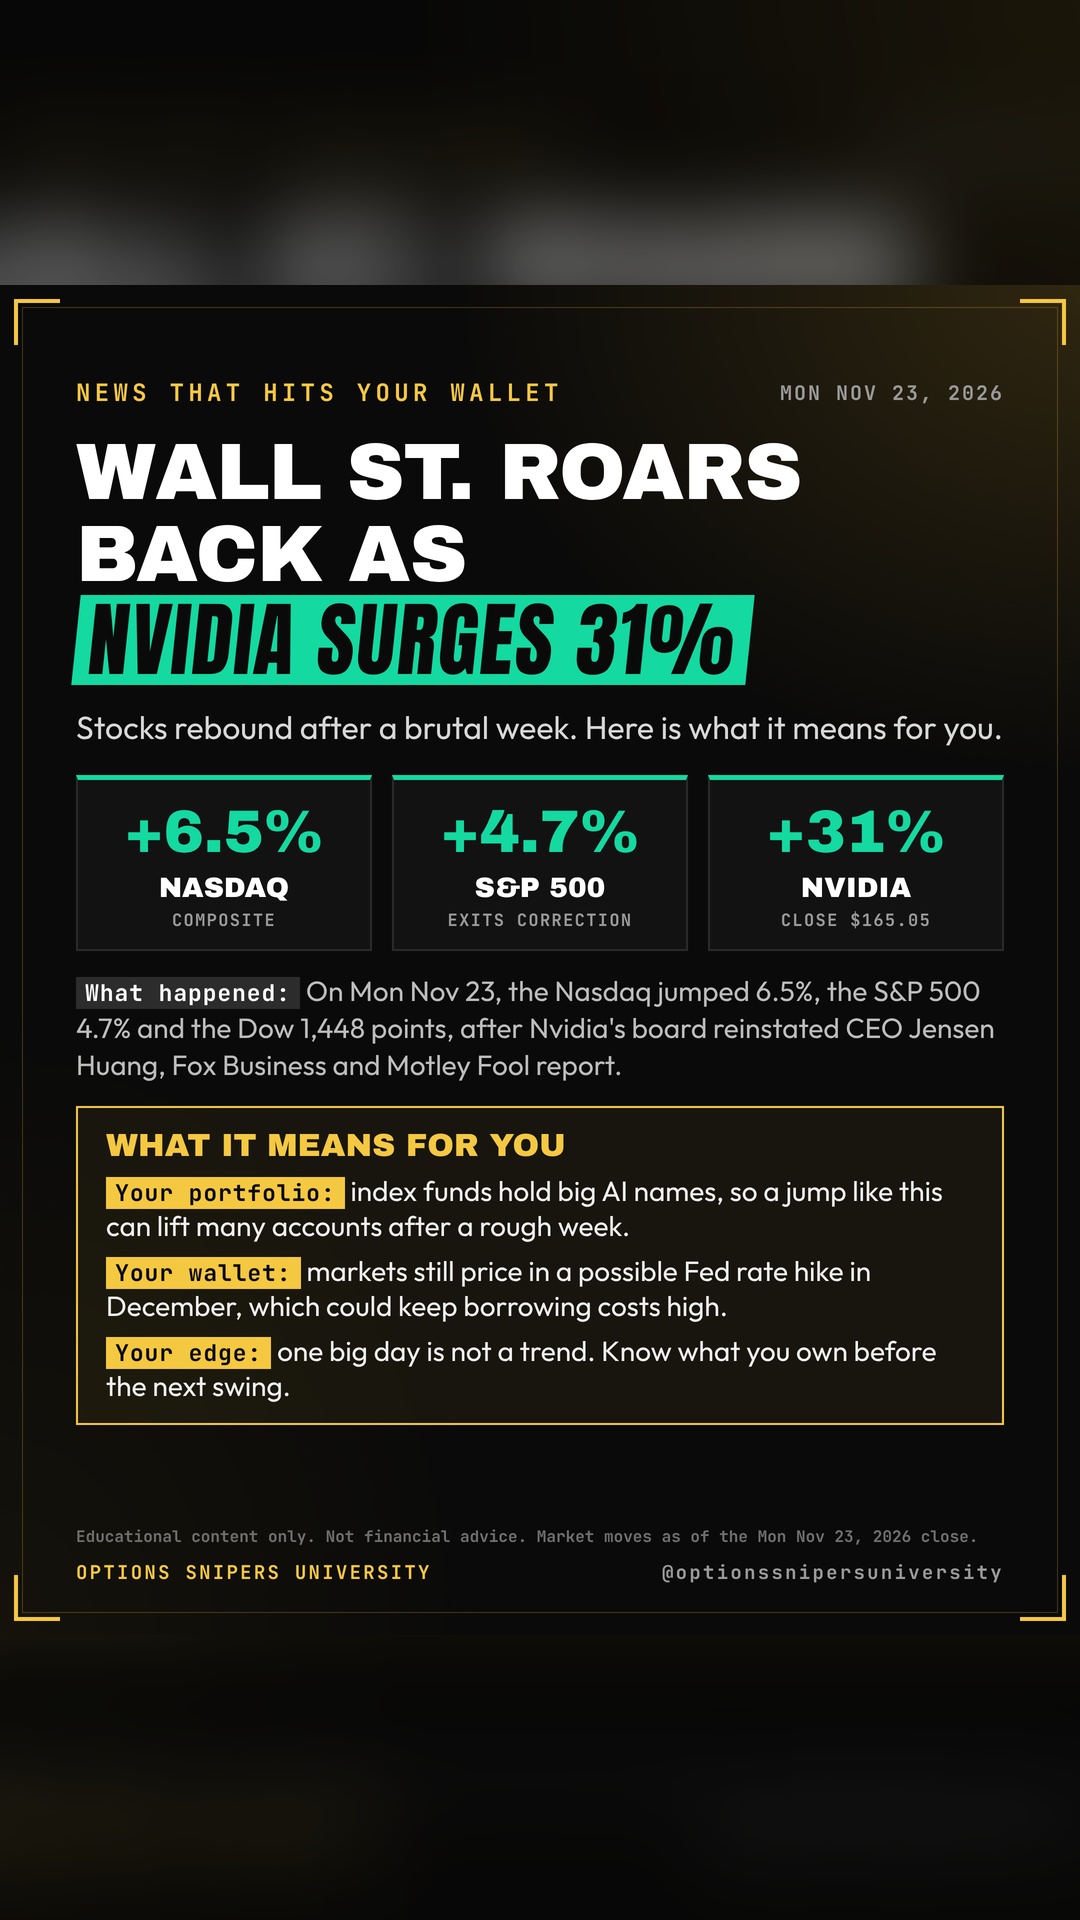 NEWS THAT HITS YOUR WALLET
MON NOV 23, 2026
WALL ST. ROARS
BACK AS
NVIDIA SURGES 31%
Stocks rebound after a brutal week. Here is what it means for you.
+6.5%
NASDAQ
COMPOSITE
+4.7%
S&P 500
EXITS CORRECTION
+31%
NVIDIA
CLOSE $165.05
What happened: On Mon Nov 23, the Nasdaq jumped 6.5%, the S&P 500
4.7% and the Dow 1,448 points, after Nvidia's board reinstated CEO Jensen
Huang, Fox Business and Motley Fool report.
WHAT IT MEANS FOR YOU
Your portfolio: index funds hold big AI names, so a jump like this
can lift many accounts after a rough week.
Your wallet: markets still price in a possible Fed rate hike in
December, which could keep borrowing costs high.
Your edge: one big day is not a trend. Know what you own before
the next swing.
Educational content only. Not financial advice. Market moves as of the Mon Nov 23, 2026 close.
OPTIONS SNIPERS UNIVERSITY
@optionssnipersuniversity